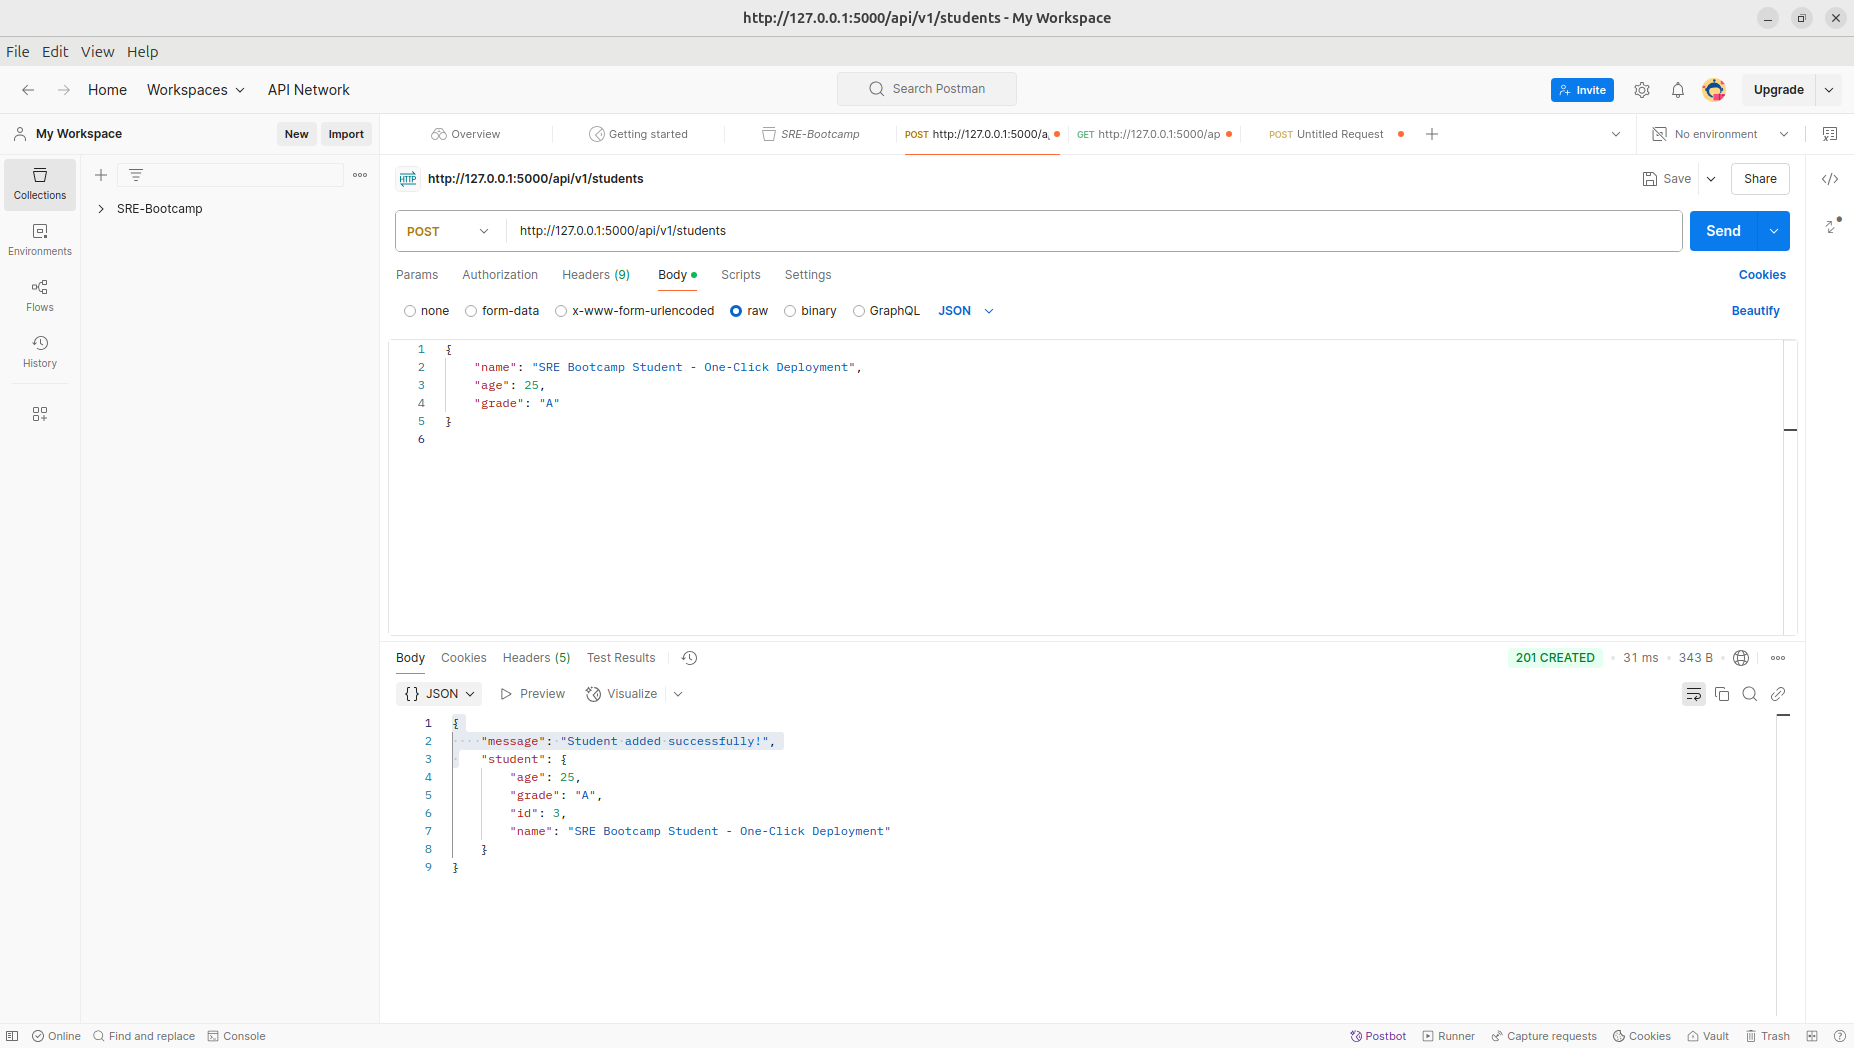 http://127.0.0.1:5000/api/v1/students - My Workspace
File Edit View Help
Home Workspaces API Network Search Postman Invite Upgrade
My Workspace New Import Overview Getting started SRE-Bootcamp POST http://127.0.0.1:5000/a. GET http://127.0.0.1:5000/ap POST Untitled Request No environment
Collections
Environments
Flows
History
SRE-Bootcamp
HTTP http://127.0.0.1:5000/api/v1/students Save Share
POST http://127.0.0.1:5000/api/v1/students Send
Params Authorization Headers (9) Body Scripts Settings Cookies
none form-data x-www-form-urlencoded raw binary GraphQL JSON Beautify
1 {
2 "name": "SRE Bootcamp Student - One-Click Deployment",
3 "age": 25,
4 "grade": "A"
5 }
6
Body Cookies Headers (5) Test Results 201 CREATED 31 ms 343 B
{} JSON Preview Visualize
1 {
2 "message": "Student added successfully!",
3 "student": {
4 "age": 25,
5 "grade": "A",
6 "id": 3,
7 "name": "SRE Bootcamp Student - One-Click Deployment"
8 }
9 }
Online Find and replace Console Postbot Runner Capture requests Cookies Vault Trash